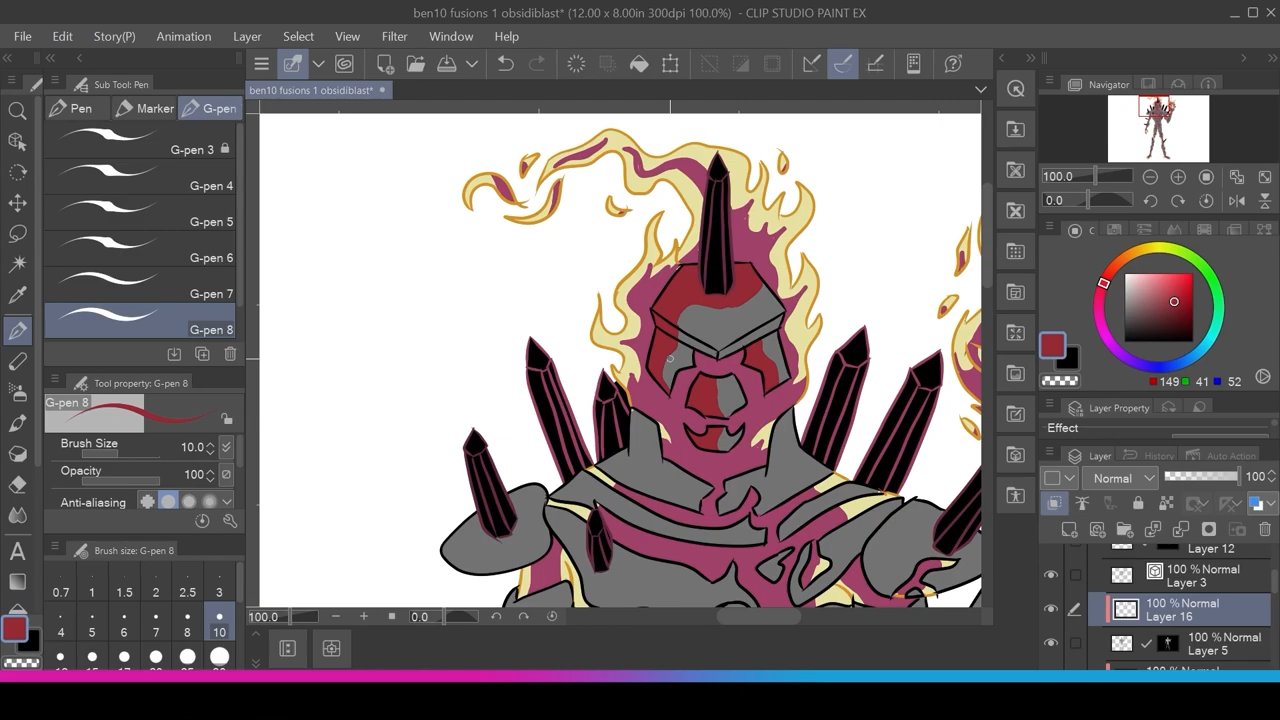 ben10 fusions 1 obsidiblast* (12.00 x 8.00in 300dpi 100.0%) - CLIP STUDIO PAINT EX
File Edit Story(P) Animation Layer Select View Filter Window Help
Sub Tool: Pen
Pen Marker G-pen
G-pen 3
G-pen 4
G-pen 5
G-pen 6
G-pen 7
G-pen 8
Tool property: G-pen 8
G-pen 8
Brush Size 10.0
Opacity 100
Anti-aliasing
Brush size: G-pen 8
0.7 1 1.5 2 2.5 3
4 5 6 7 8 10
ben10 fusions 1 obsidiblast*
100.0 0.0
Navigator
100.0
0.0
C
149 41 52
Layer Property
Effect
Layer History Auto Action
Normal 100
Layer 12
100 % Normal
Layer 3
100 % Normal
Layer 16
100 % Normal
Layer 5